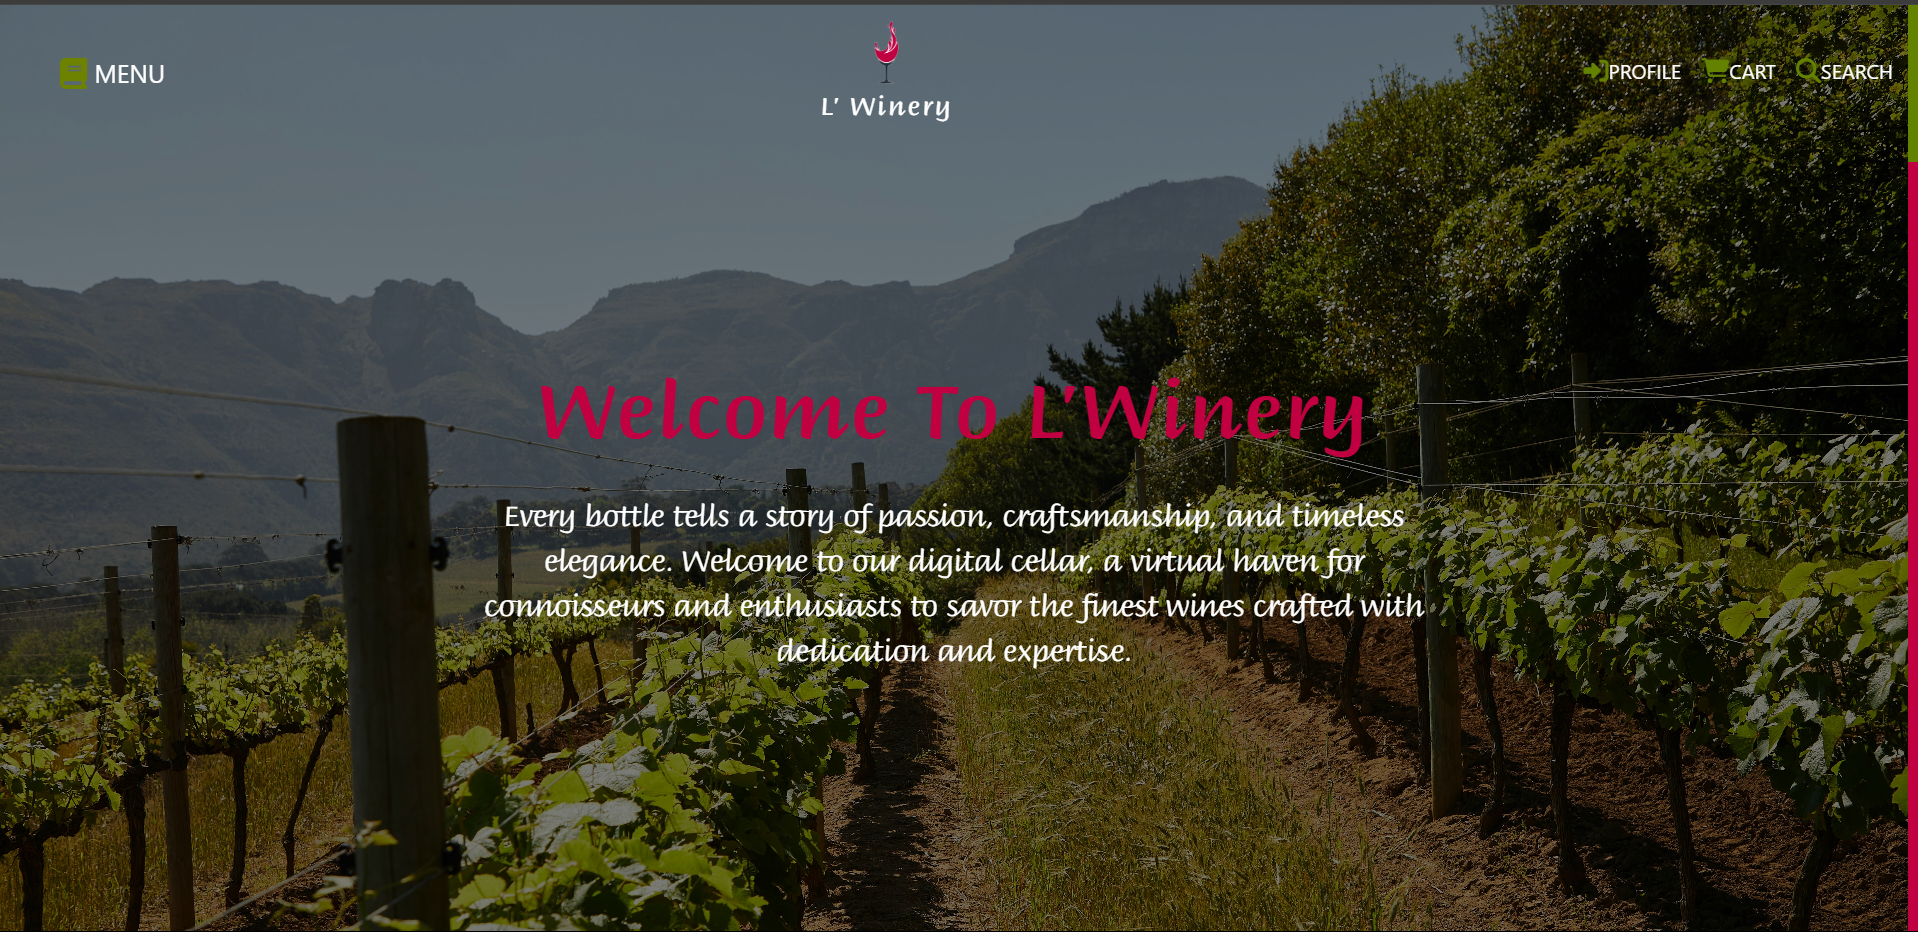 MENU
L' Winery
PROFILE
CART
SEARCH
Welcome To L'Winery
Every bottle tells a story of passion, craftsmanship, and timeless
elegance. Welcome to our digital cellar, a virtual haven for
connoisseurs and enthusiasts to savor the finest wines crafted with
dedication and expertise.